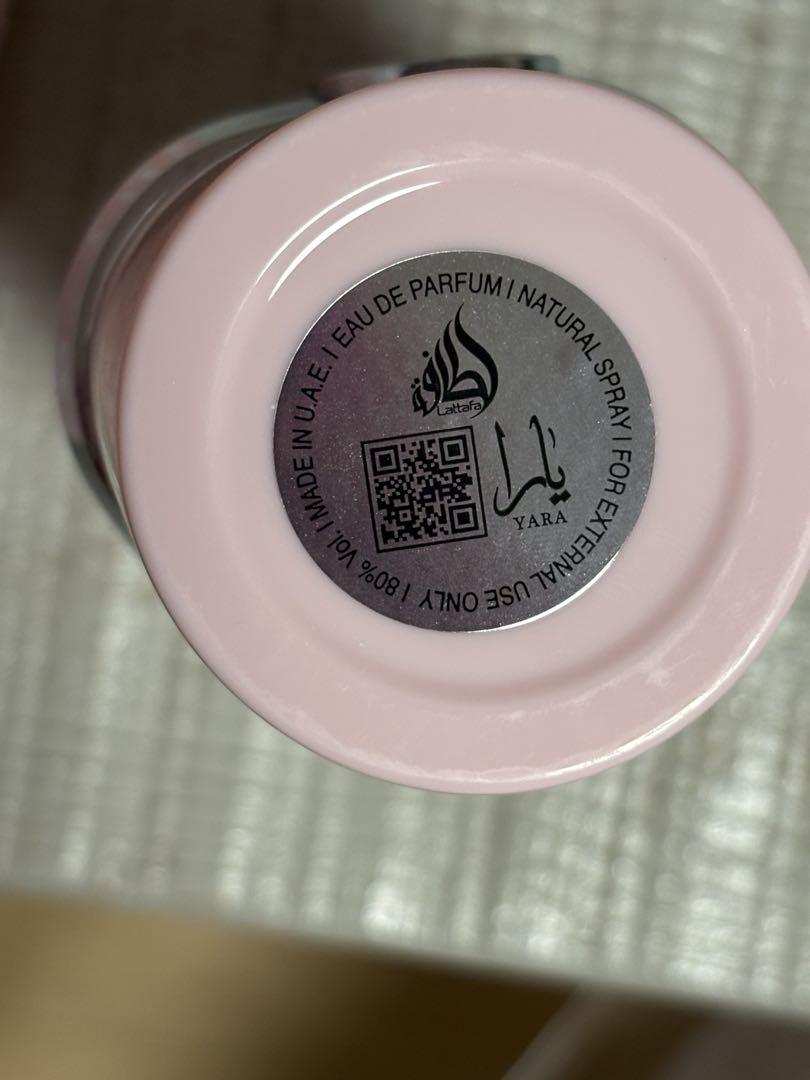 MADE IN U.A.E. | EAU DE PARFUM | NATURAL SPRAY | FOR EXTERNAL USE ONLY | 80% Vol. |
لطافة
Lattafa
يارا
YARA